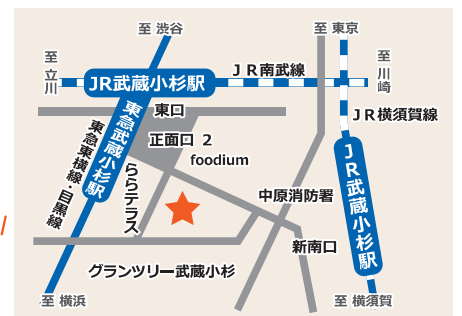 至 渋谷
至 東京
至 立川
JR武蔵小杉駅
JR南武線
至 川崎
東口
JR横須賀線
東急武蔵小杉駅
東急東横線・目黒線
正面口 2
foodium
ららテラス
JR武蔵小杉駅
中原消防署
新南口
グランツリー武蔵小杉
至 横浜
至 横須賀